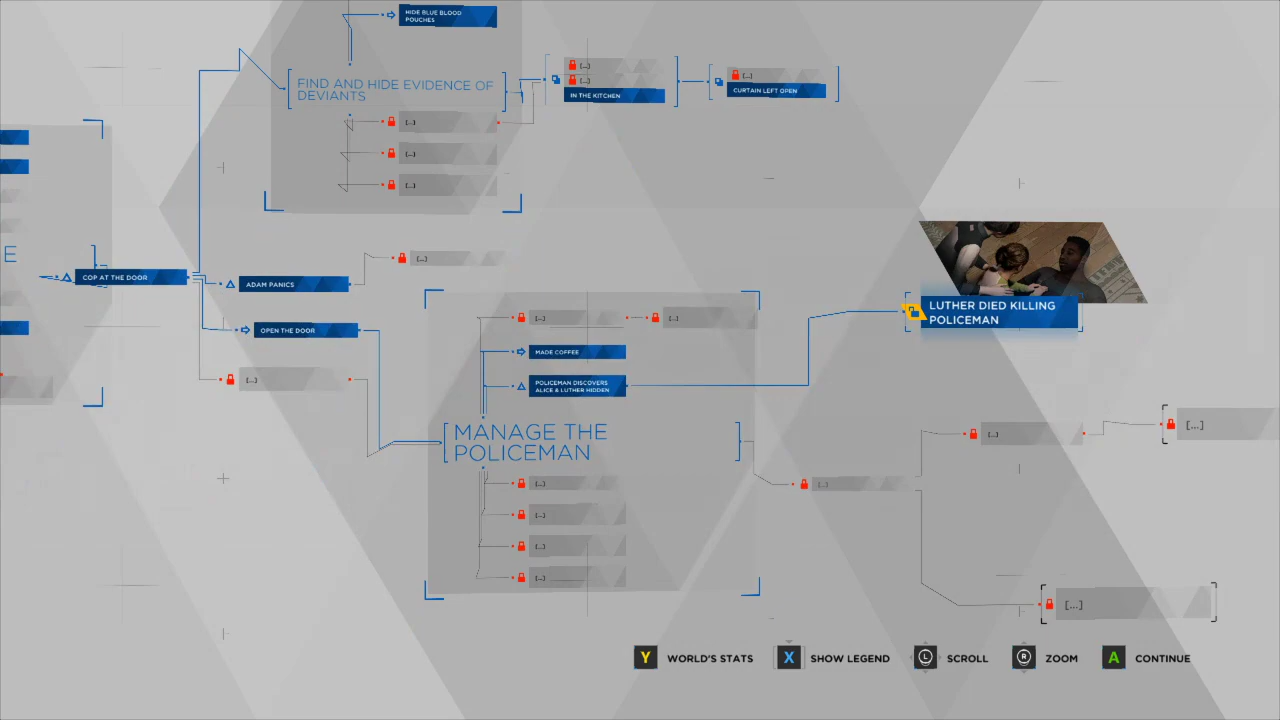 HIDE BLUE BLOOD
POUCHES
FIND AND HIDE EVIDENCE OF
DEVIANTS
[...]
[...]
IN THE KITCHEN
[...]
CURTAIN LEFT OPEN
[...]
[...]
[...]
E
COP AT THE DOOR
ADAM PANICS
[...]
OPEN THE DOOR
[...]
[...]
[...]
MADE COFFEE
POLICEMAN DISCOVERS
ALICE & LUTHER HIDDEN
MANAGE THE
POLICEMAN
[...]
[...]
[...]
[...]
LUTHER DIED KILLING
POLICEMAN
[...]
[...]
[...]
[...]
Y WORLD'S STATS
X SHOW LEGEND
L SCROLL
R ZOOM
A CONTINUE